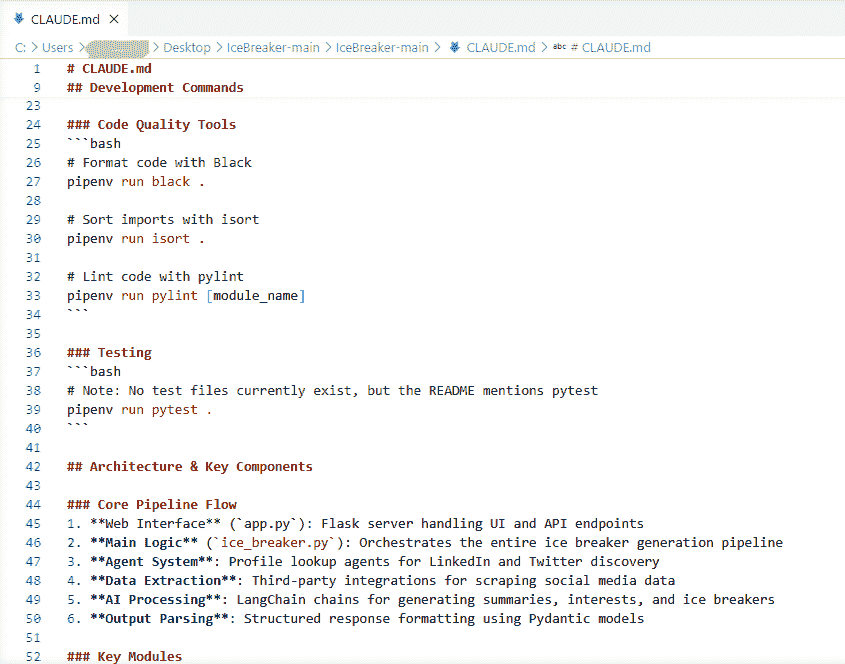 CLAUDE.md ×
C: > Users > > Desktop > IceBreaker-main > IceBreaker-main > CLAUDE.md > abc # CLAUDE.md
1 # CLAUDE.md
9 ## Development Commands
23
24 ### Code Quality Tools
25 ```bash
26 # Format code with Black
27 pipenv run black .
28
29 # Sort imports with isort
30 pipenv run isort .
31
32 # Lint code with pylint
33 pipenv run pylint [module_name]
34 ```
35
36 ### Testing
37 ```bash
38 # Note: No test files currently exist, but the README mentions pytest
39 pipenv run pytest .
40 ```
41
42 ## Architecture & Key Components
43
44 ### Core Pipeline Flow
45 1. **Web Interface** (`app.py`): Flask server handling UI and API endpoints
46 2. **Main Logic** (`ice_breaker.py`): Orchestrates the entire ice breaker generation pipeline
47 3. **Agent System**: Profile lookup agents for LinkedIn and Twitter discovery
48 4. **Data Extraction**: Third-party integrations for scraping social media data
49 5. **AI Processing**: LangChain chains for generating summaries, interests, and ice breakers
50 6. **Output Parsing**: Structured response formatting using Pydantic models
51
52 ### Key Modules